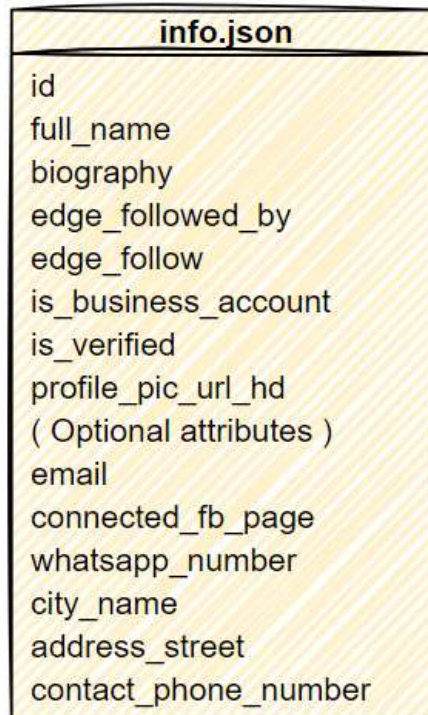 info.json
id
full_name
biography
edge_followed_by
edge_follow
is_business_account
is_verified
profile_pic_url_hd
( Optional attributes )
email
connected_fb_page
whatsapp_number
city_name
address_street
contact_phone_number